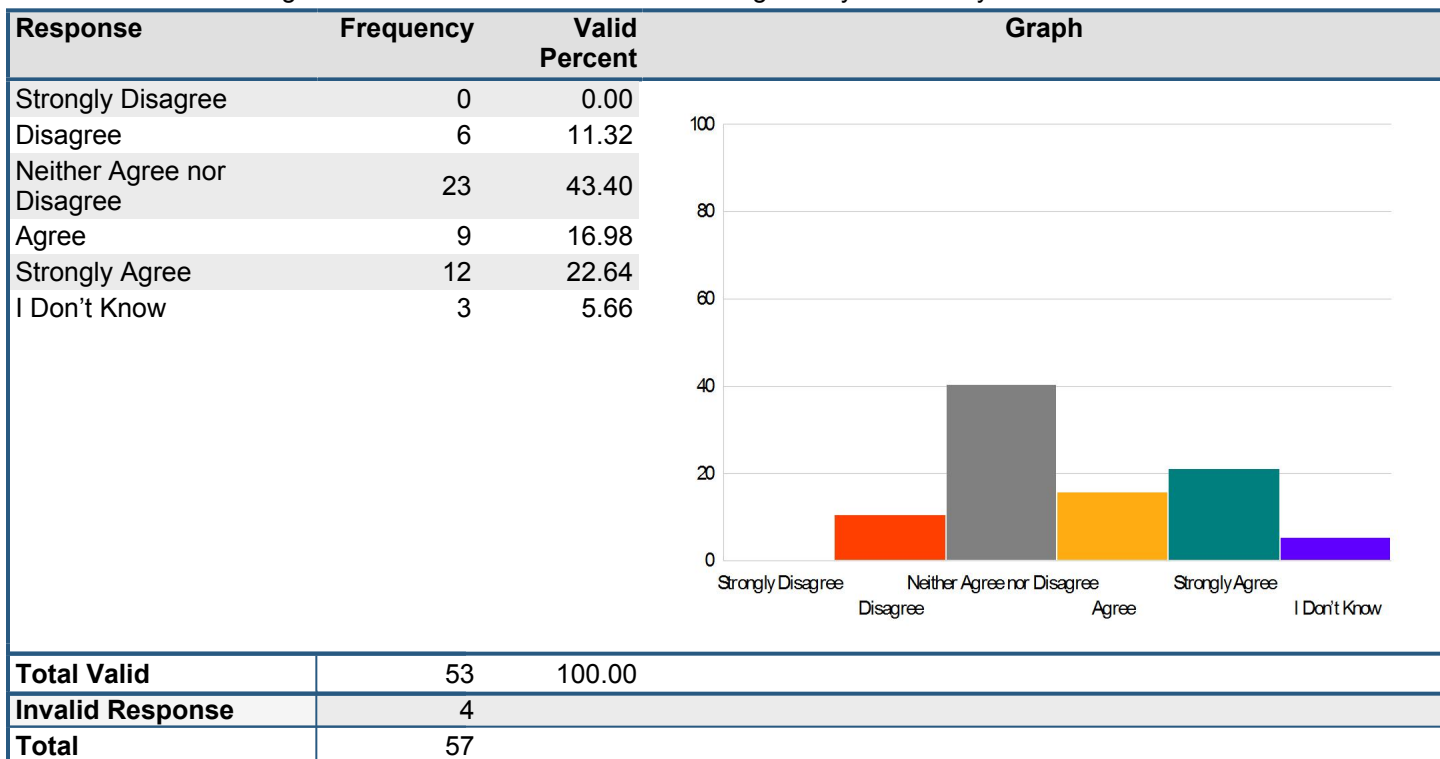 Response Frequency Valid Percent Graph
Strongly Disagree 0 0.00
Disagree 6 11.32
Neither Agree nor Disagree 23 43.40
Agree 9 16.98
Strongly Agree 12 22.64
I Don’t Know 3 5.66
100
80
60
40
20
0
Strongly Disagree Neither Agree nor Disagree Strongly Agree
Disagree Agree I Don't Know
Total Valid 53 100.00
Invalid Response 4
Total 57